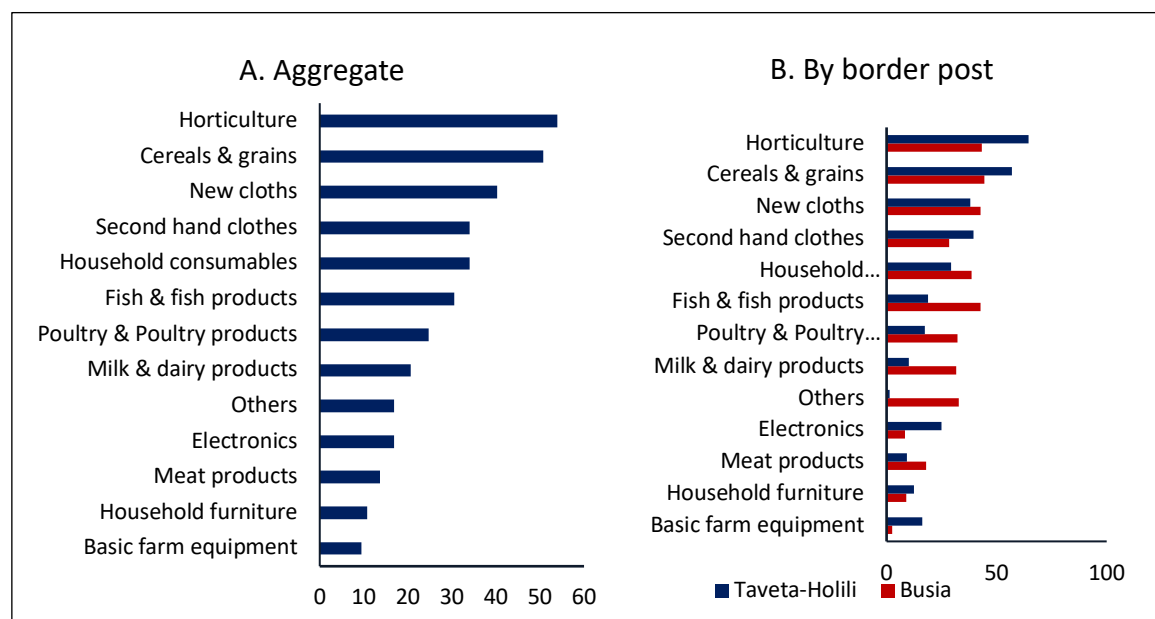 A. Aggregate
Horticulture
Cereals & grains
New cloths
Second hand clothes
Household consumables
Fish & fish products
Poultry & Poultry products
Milk & dairy products
Others
Electronics
Meat products
Household furniture
Basic farm equipment
0 10 20 30 40 50 60
B. By border post
Horticulture
Cereals & grains
New cloths
Second hand clothes
Household...
Fish & fish products
Poultry & Poultry...
Milk & dairy products
Others
Electronics
Meat products
Household furniture
Basic farm equipment
0 50 100
Taveta-Holili Busia